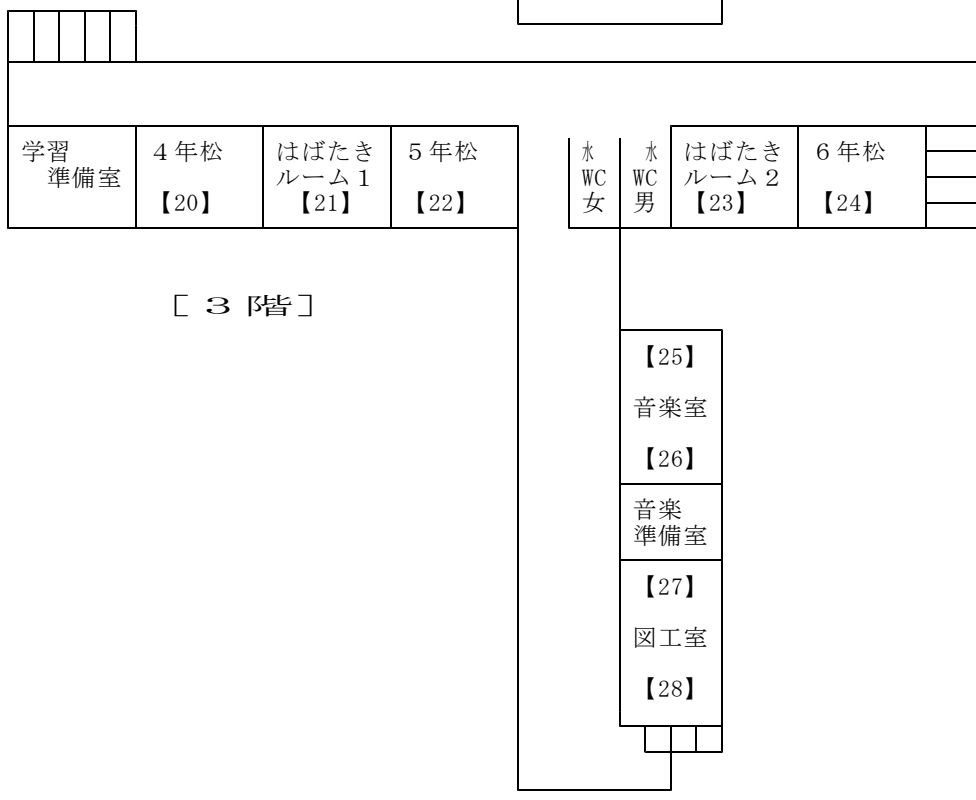 学習
準備室
４年松
【20】
はばたき
ルーム１
【21】
５年松
【22】
水
WC
女
水
WC
男
はばたき
ルーム２
【23】
６年松
【24】
［３階］
【25】
音楽室
【26】
音楽
準備室
【27】
図工室
【28】